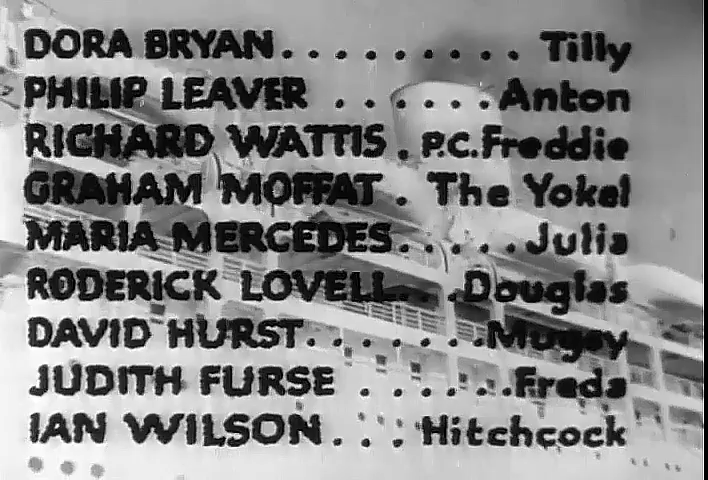 DORA BRYAN.......... Tilly
PHILIP LEAVER ......Anton
RICHARD WATTIS . P.C.Freddie
GRAHAM MOFFAT . The Yokel
MARIA MERCEDES.....Julia
RODERICK LOVELL...Douglas
DAVID HURST.......Mugsy
JUDITH FURSE ......Freda
IAN WILSON...:Hitchcock